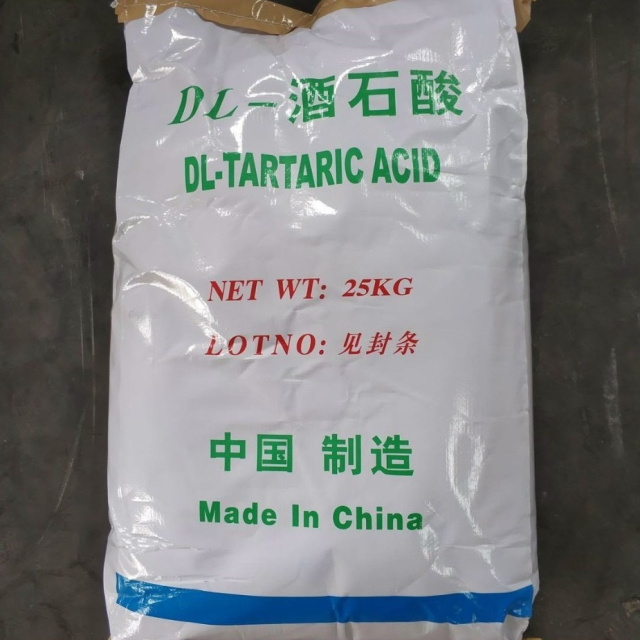 DL-酒石酸
DL-TARTARIC ACID
NET WT: 25KG
LOTNO: 见封条
中国 制造
Made In China